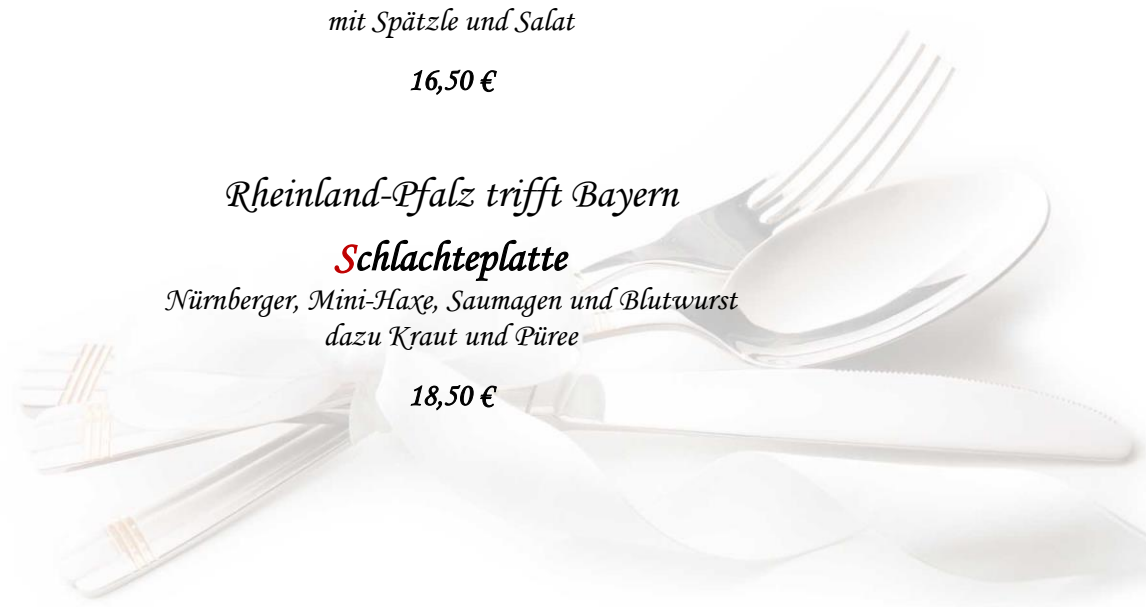 mit Spätzle und Salat
16,50 €
Rheinland-Pfalz trifft Bayern
Schlachteplatte
Nürnberger, Mini-Haxe, Saumagen und Blutwurst
dazu Kraut und Püree
18,50 €